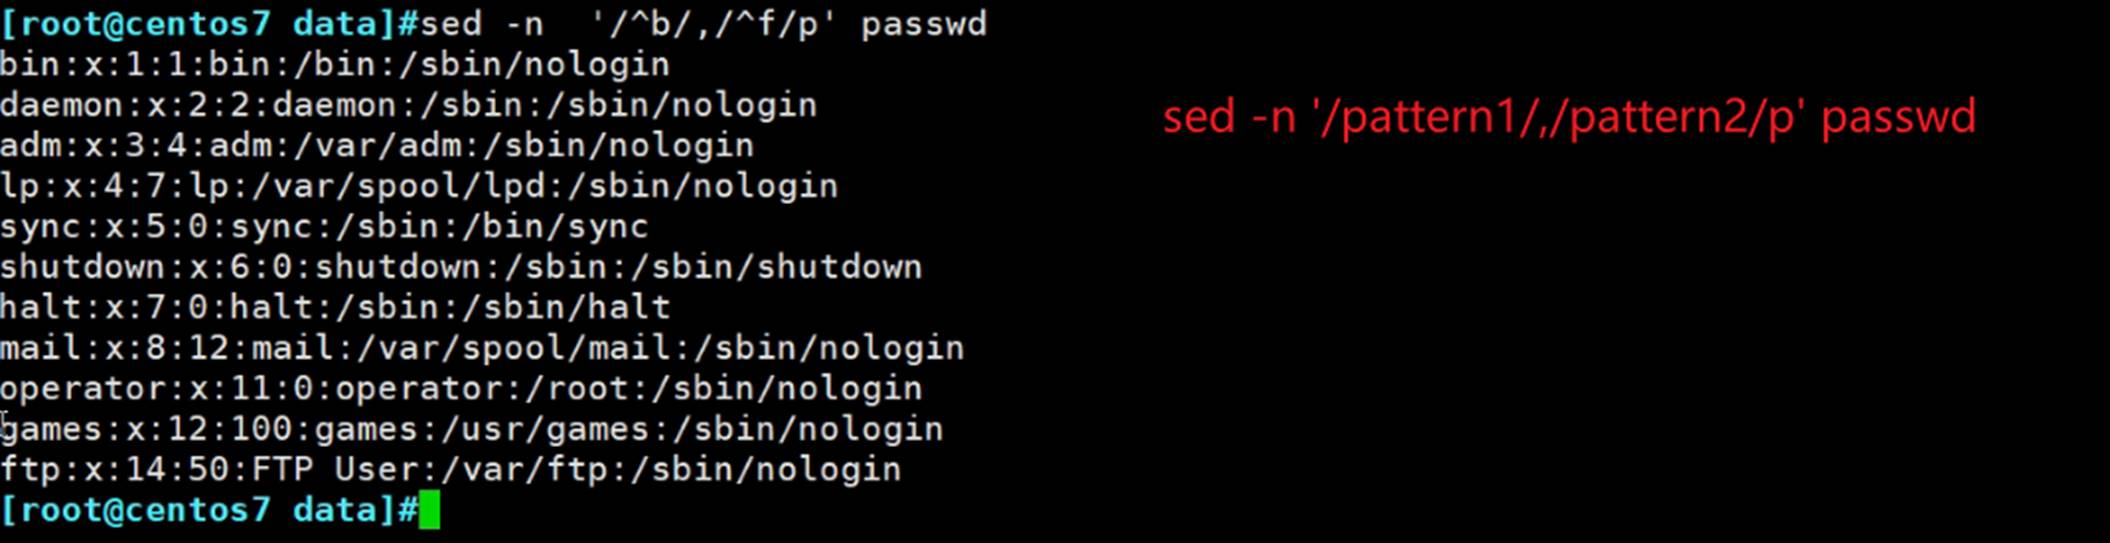 [root@centos7 data]#sed -n  '/^b/,/^f/p' passwd
bin:x:1:1:bin:/bin:/sbin/nologin
daemon:x:2:2:daemon:/sbin:/sbin/nologin
sed -n '/pattern1/,//pattern2/p' passwd
adm:x:3:4:adm:/var/adm:/sbin/nologin
lp:x:4:7:lp:/var/spool/lpd:/sbin/nologin
sync:x:5:0:sync:/sbin:/bin/sync
shutdown:x:6:0:shutdown:/sbin:/sbin/shutdown
halt:x:7:0:halt:/sbin:/sbin/halt
mail:x:8:12:mail:/var/spool/mail:/sbin/nologin
operator:x:11:0:operator:/root:/sbin/nologin
games:x:12:100:games:/usr/games:/sbin/nologin
ftp:x:14:50:FTP User:/var/ftp:/sbin/nologin
[root@centos7 data]#